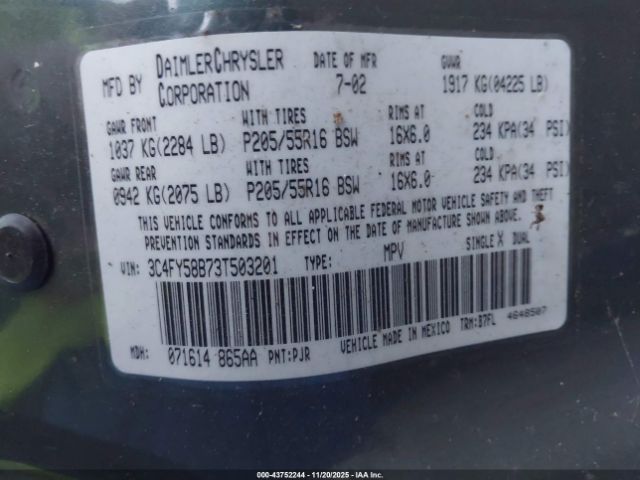 MFD BY DAIMLERCHRYSLER CORPORATION DATE OF MFR 7-02 GVWR 1917 KG(04225 LB)
GAWR FRONT WITH TIRES RIMS AT COLD
1037 KG(2284 LB) P205/55R16 BSW 16X6.0 234 KPA(34 PSI)
GAWR REAR WITH TIRES RIMS AT COLD
0942 KG(2075 LB) P205/55R16 BSW 16X6.0 234 KPA(34 PSI)
THIS VEHICLE CONFORMS TO ALL APPLICABLE FEDERAL MOTOR VEHICLE SAFETY AND THEFT
PREVENTION STANDARDS IN EFFECT ON THE DATE OF MANUFACTURE SHOWN ABOVE.
VIN: 3C4FY58B73T503201 TYPE: MPV SINGLE X DUAL
MDH: 071614 865AA PNT:PJR VEHICLE MADE IN MEXICO TRM:B7FL 4648507
000-43752244 - 11/20/2025 - IAA Inc.